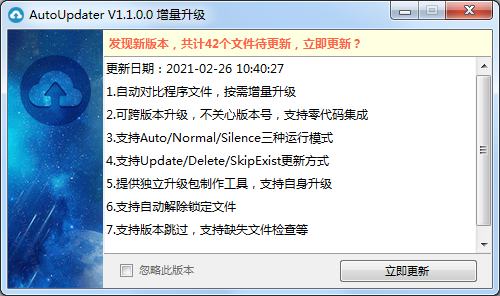 AutoUpdater V1.1.0.0 增量升级
发现新版本，共计42个文件待更新，立即更新？
更新日期：2021-02-26 10:40:27
1.自动对比程序文件，按需增量升级
2.可跨版本升级，不关心版本号，支持零代码集成
3.支持Auto/Normal/Silence三种运行模式
4.支持Update/Delete/SkipExist更新方式
5.提供独立升级包制作工具，支持自身升级
6.支持自动解除锁定文件
7.支持版本跳过，支持缺失文件检查等
忽略此版本
立即更新